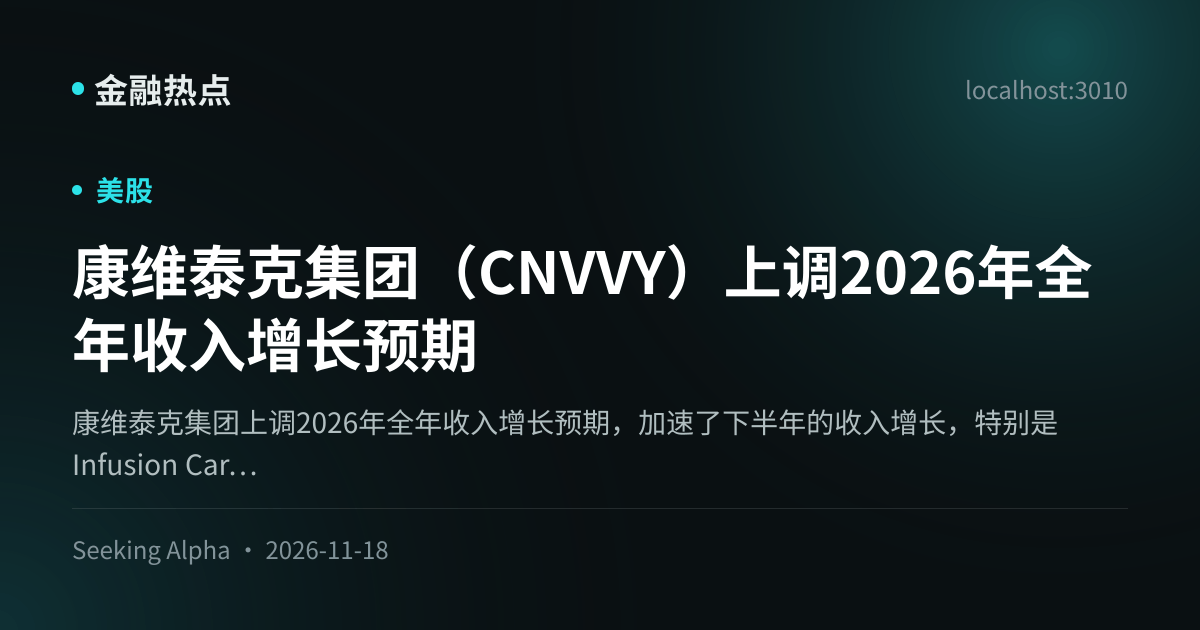 金融热点
localhost:3010
美股
康维泰克集团（CNVVY）上调2026年全
年收入增长预期
康维泰克集团上调2026年全年收入增长预期，加速了下半年的收入增长，特别是
Infusion Car…
Seeking Alpha · 2026-11-18